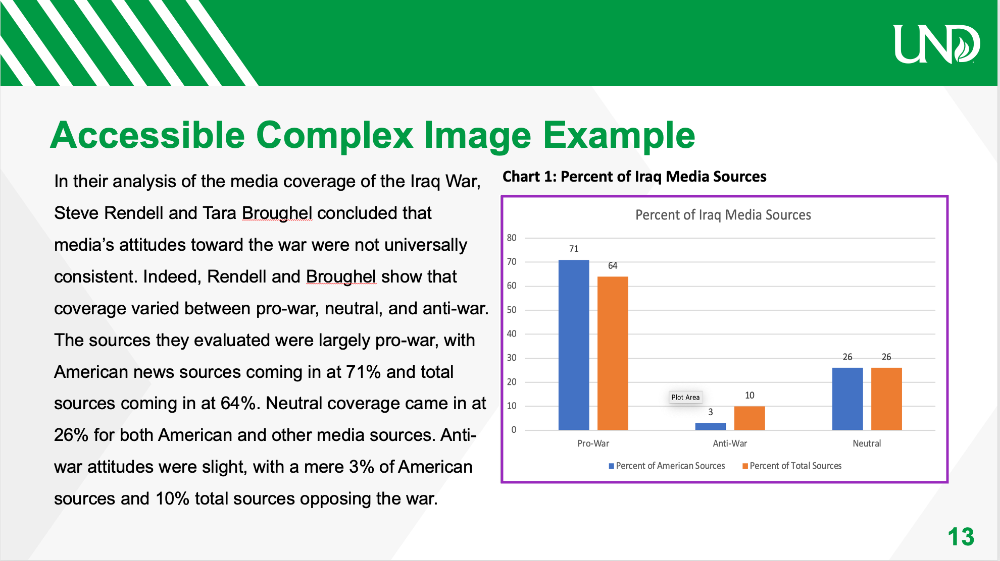 UND
Accessible Complex Image Example
In their analysis of the media coverage of the Iraq War,
Steve Rendell and Tara Broughel concluded that
media’s attitudes toward the war were not universally
consistent. Indeed, Rendell and Broughel show that
coverage varied between pro-war, neutral, and anti-war.
The sources they evaluated were largely pro-war, with
American news sources coming in at 71% and total
sources coming in at 64%. Neutral coverage came in at
26% for both American and other media sources. Anti-
war attitudes were slight, with a mere 3% of American
sources and 10% total sources opposing the war.
Chart 1: Percent of Iraq Media Sources
Percent of Iraq Media Sources
80
70
60
50
40
30
20
10
0
71
64
3
10
26
26
Plot Area
Pro-War
Anti-War
Neutral
Percent of American Sources
Percent of Total Sources
13